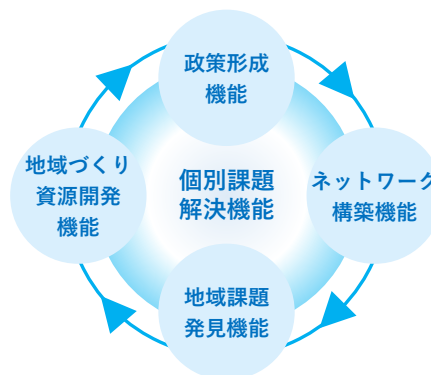 政策形成
機能
地域づくり
資源開発
機能
個別課題
解決機能
ネットワーク
構築機能
地域課題
発見機能